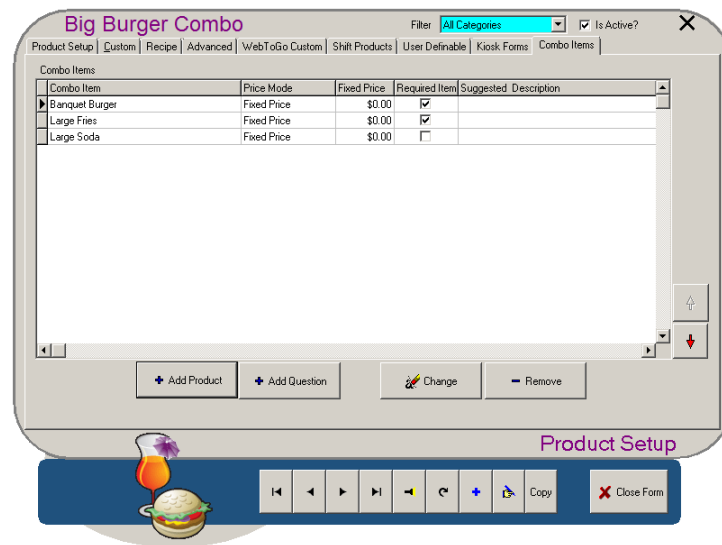 Big Burger Combo
Filter All Categories Is Active?
Product Setup Custom Recipe Advanced WebToGo Custom Shift Products User Definable Kiosk Forms Combo Items
Combo Items
Combo Item Price Mode Fixed Price Required Item Suggested Description
Banquet Burger Fixed Price $0.00
Large Fries Fixed Price $0.00
Large Soda Fixed Price $0.00
Add Product Add Question Change Remove
Product Setup
Copy Close Form